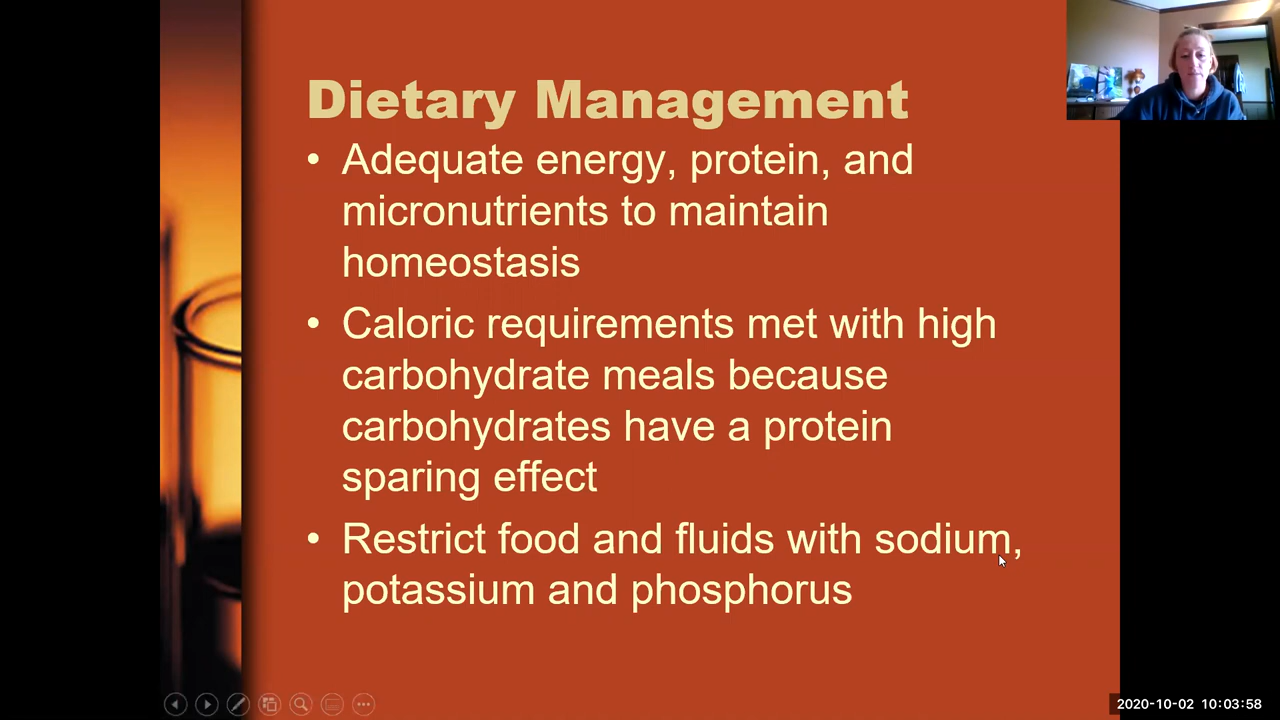 Dietary Management
• Adequate energy, protein, and
micronutrients to maintain
homeostasis
• Caloric requirements met with high
carbohydrate meals because
carbohydrates have a protein
sparing effect
• Restrict food and fluids with sodium,
potassium and phosphorus
2020-10-02 10:03:58